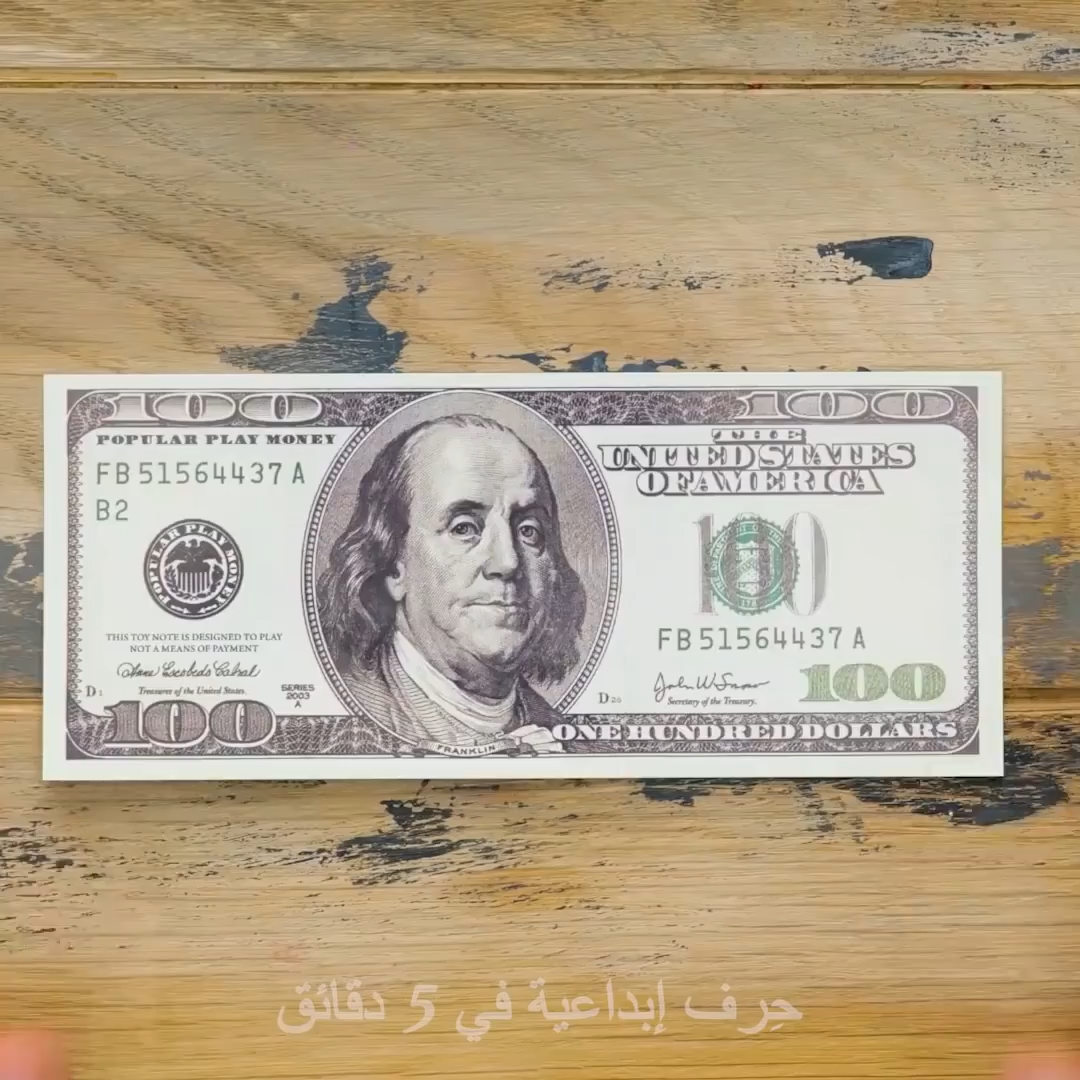 100 100
POPULAR PLAY MONEY
FB 51564437 A
B2
POPULAR PLAY MONEY
THIS TOY NOTE IS DESIGNED TO PLAY
NOT A MEANS OF PAYMENT
Treasurer of the United States.
D 1
SERIES
2003
A
100
FRANKLIN
THE
UNITED STATES
OF AMERICA
100
FB 51564437 A
D 26
Secretary of the Treasury.
100
ONE HUNDRED DOLLARS
حِرف إبداعية في 5 دقائق